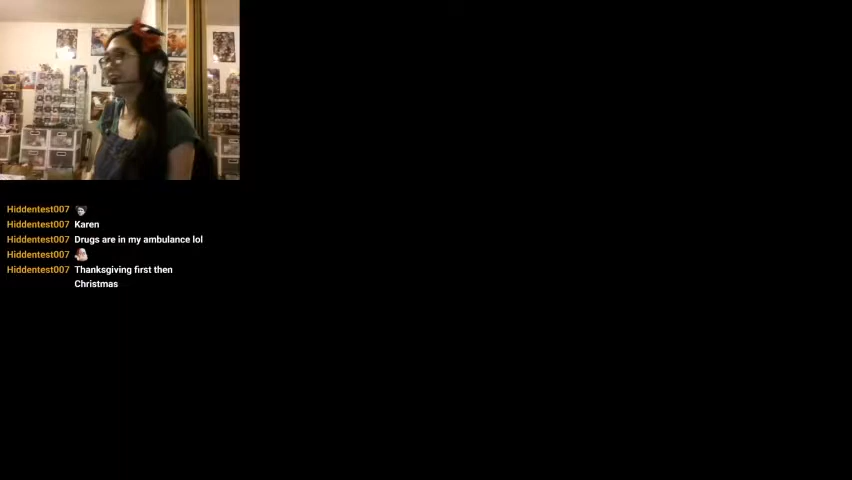 Hiddentest007
Hiddentest007 Karen
Hiddentest007 Drugs are in my ambulance lol
Hiddentest007
Hiddentest007 Thanksgiving first then
Christmas